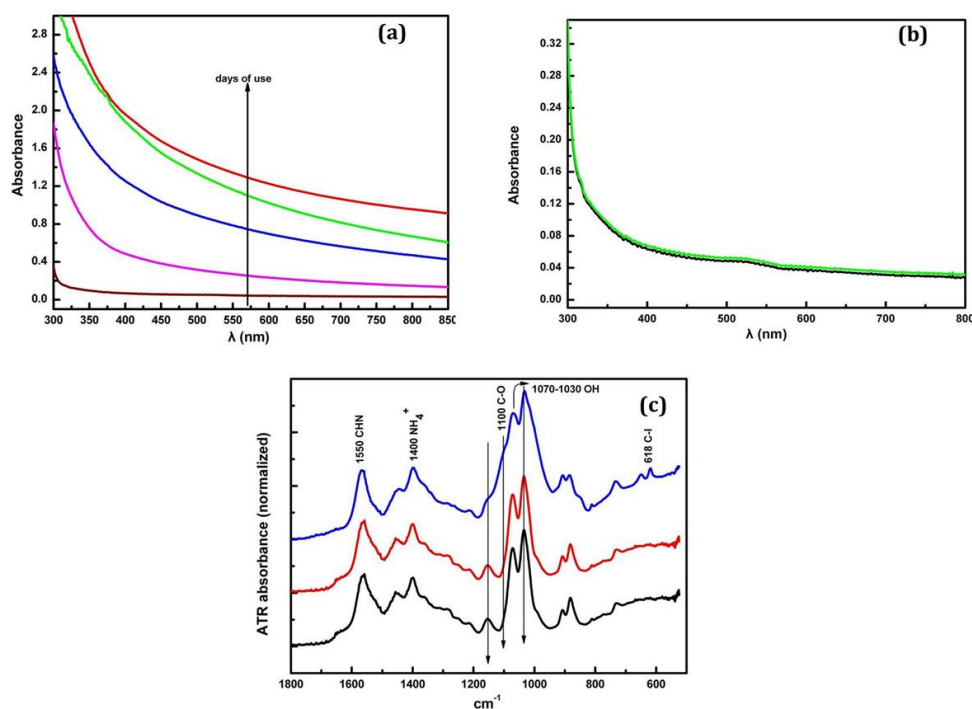 (a)
Absorbance
2.8
2.4
2.0
1.6
1.2
0.8
0.4
0.0
days of use
300 350 400 450 500 550 600 650 700 750 800 850
λ (nm)
(b)
Absorbance
0.32
0.28
0.24
0.20
0.16
0.12
0.08
0.04
0.00
300 400 500 600 700 800
λ (nm)
(c)
ATR absorbance (normalized)
1550 CHN
1400 NH4+
1100 C-O
1070-1030 OH
618 C-I
1800 1600 1400 1200 1000 800 600
cm-1